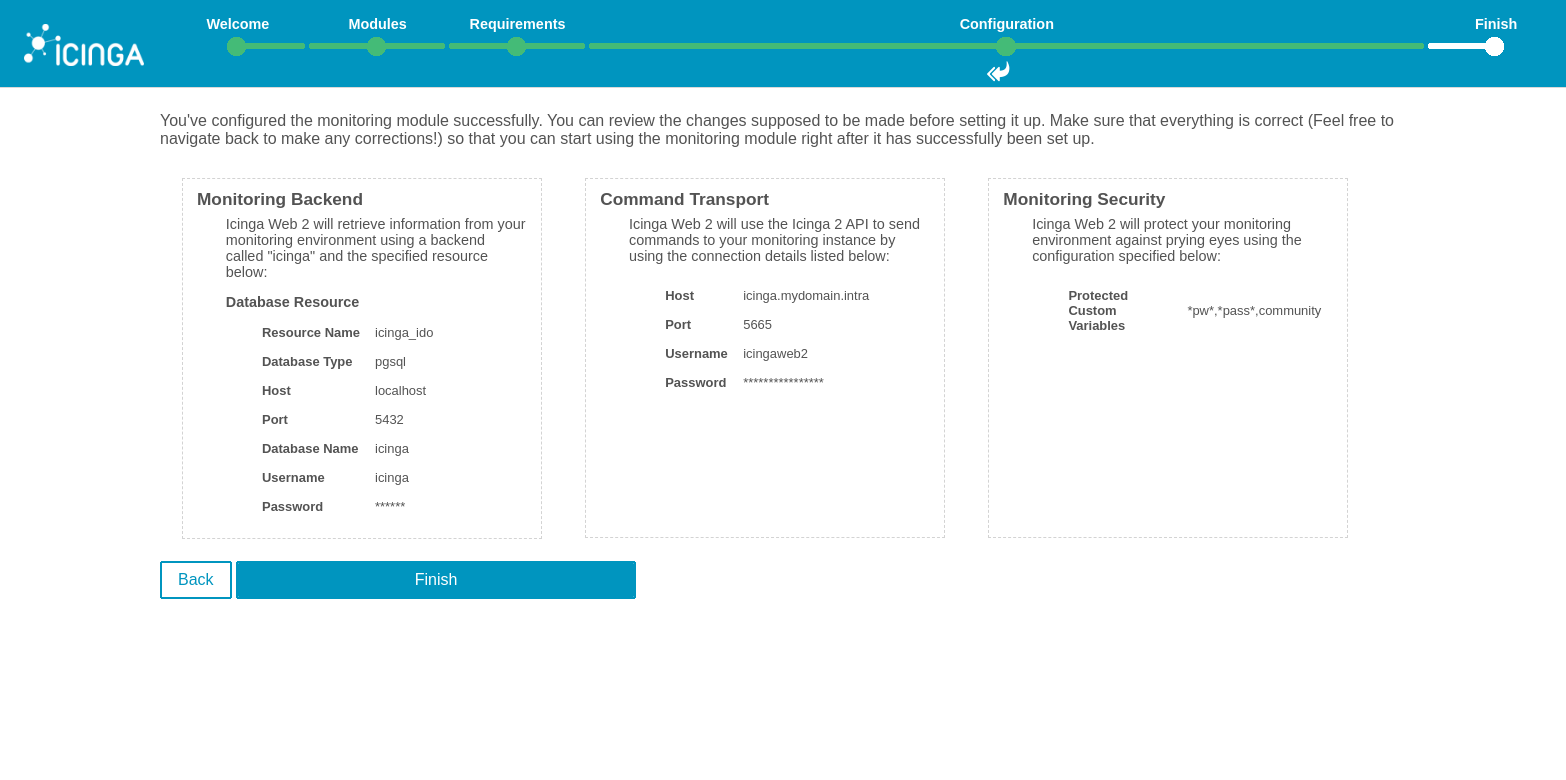 Welcome
Modules
Requirements
Configuration
Finish
ICINGA
You've configured the monitoring module successfully. You can review the changes supposed to be made before setting it up. Make sure that everything is correct (Feel free to
navigate back to make any corrections!) so that you can start using the monitoring module right after it has successfully been set up.
Monitoring Backend
Icinga Web 2 will retrieve information from your
monitoring environment using a backend
called "icinga" and the specified resource
below:
Database Resource
Resource Name icinga_ido
Database Type pgsql
Host localhost
Port 5432
Database Name icinga
Username icinga
Password ******
Command Transport
Icinga Web 2 will use the Icinga 2 API to send
commands to your monitoring instance by
using the connection details listed below:
Host icinga.mydomain.intra
Port 5665
Username icingaweb2
Password ****************
Monitoring Security
Icinga Web 2 will protect your monitoring
environment against prying eyes using the
configuration specified below:
Protected
Custom
Variables
*pw*,*pass*,community
Back
Finish